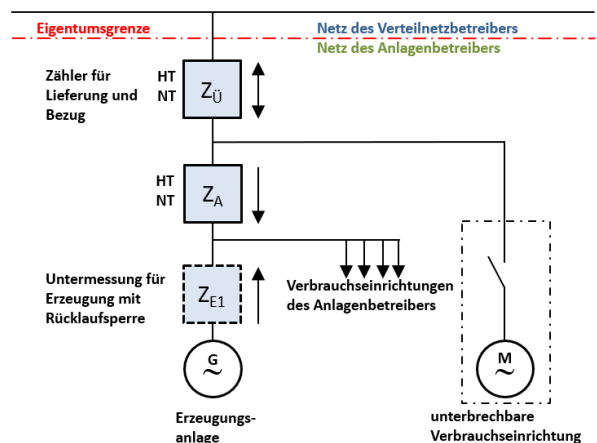 Eigentumsgrenze
Netz des Verteilnetzbetreibers
Netz des Anlagenbetreibers
Zähler für
Lieferung und
Bezug
HT
NT
ZÜ
HT
NT
ZA
Untermessung für
Erzeugung mit
Rücklaufsperre
ZE1
Verbrauchseinrichtungen
des Anlagenbetreibers
G
~
M
~
Erzeugungs-
anlage
unterbrechbare
Verbrauchseinrichtung